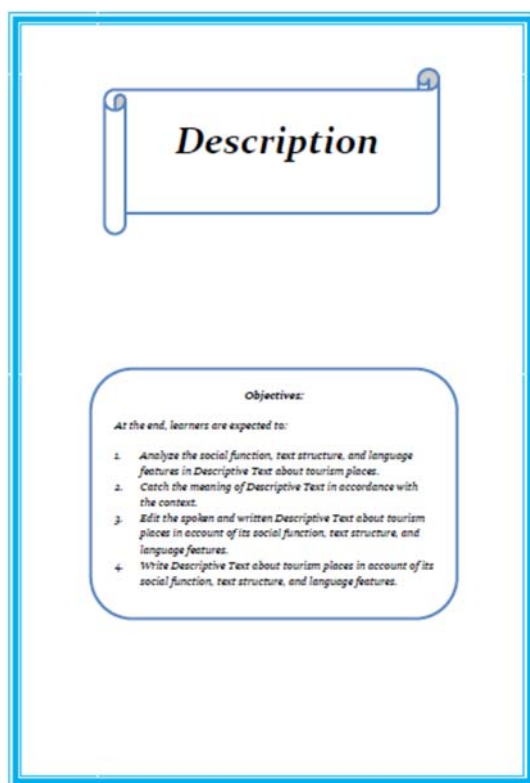 Description
Objectives:
At the end, learners are expected to:
1. Analyze the social function, text structure, and language
features in Descriptive Text about tourism places.
2. Catch the meaning of Descriptive Text in accordance with
the context.
3. Edit the spoken and written Descriptive Text about tourism
places in account of its social function, text structure, and
language features.
4. Write Descriptive Text about tourism places in account of its
social function, text structure, and language features.